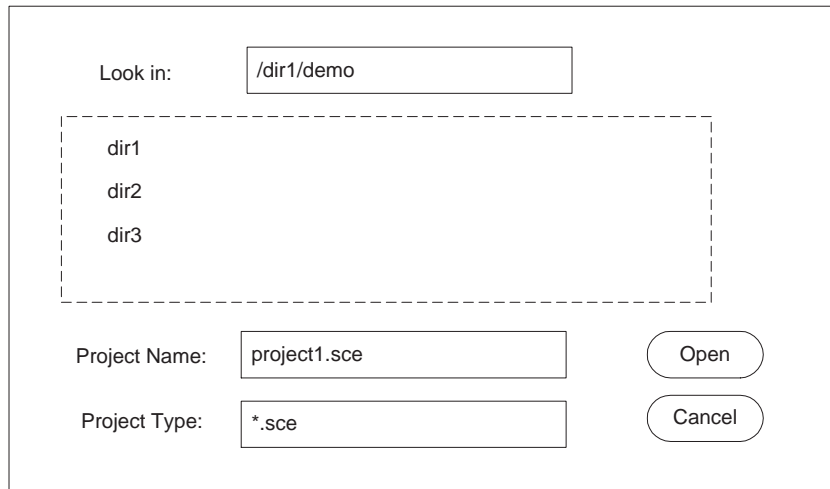 Look in: /dir1/demo
dir1
dir2
dir3
Project Name: project1.sce Open
Project Type: *.sce Cancel